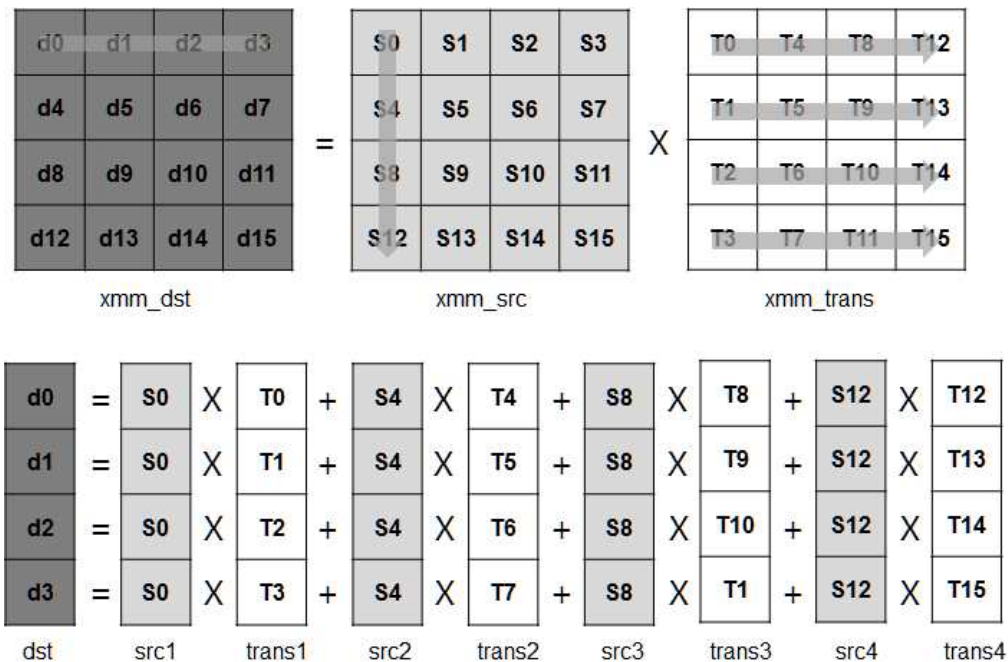 d0 d1 d2 d3 S0 S1 S2 S3 T0 T4 T8 T12
d4 d5 d6 d7 S4 S5 S6 S7 T1 T5 T9 T13
= X
d8 d9 d10 d11 S8 S9 S10 S11 T2 T6 T10 T14
d12 d13 d14 d15 S12 S13 S14 S15 T3 T7 T11 T15
xmm_dst xmm_src xmm_trans
d0 = S0 X T0 + S4 X T4 + S8 X T8 + S12 X T12
d1 = S0 X T1 + S4 X T5 + S8 X T9 + S12 X T13
d2 = S0 X T2 + S4 X T6 + S8 X T10 + S12 X T14
d3 = S0 X T3 + S4 X T7 + S8 X T1 + S12 X T15
dst src1 trans1 src2 trans2 src3 trans3 src4 trans4